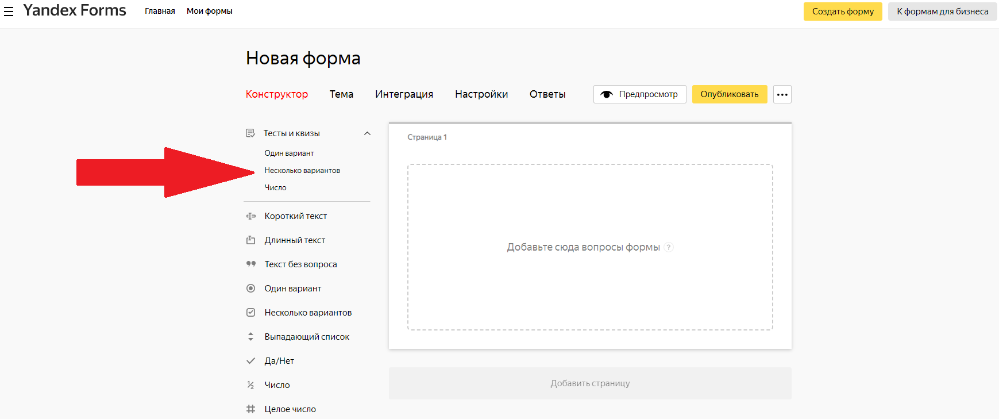 Yandex Forms Главная Мои формы Создать форму К формам для бизнеса
Новая форма
Конструктор Тема Интеграция Настройки Ответы Предпросмотр Опубликовать
Тесты и квизы
Один вариант
Несколько вариантов
Число
Короткий текст
Длинный текст
Текст без вопроса
Один вариант
Несколько вариантов
Выпадающий список
Да/Нет
½ Число
Целое число
Страница 1
Добавьте сюда вопросы формы ?
Добавить страницу